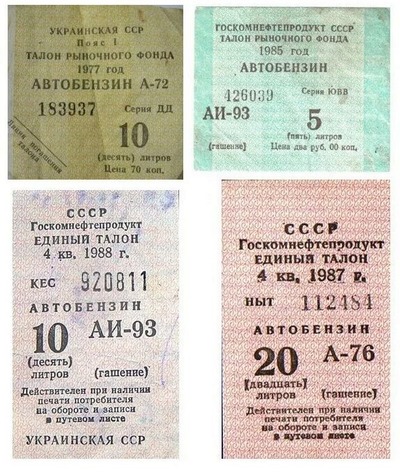 УКРАИНСКАЯ ССР
Пояс I
ТАЛОН РЫНОЧНОГО ФОНДА
1977 год
АВТОБЕНЗИН А-72
183937 Серия ДД
10
(десять) литров
Цена 70 коп.
Линия погашения
талона
ГОСКОМНЕФТЕПРОДУКТ СССР
ТАЛОН РЫНОЧНОГО ФОНДА
1985 год
АВТОБЕНЗИН
426039 Серия ЮВВ
АИ-93 5
(пять) литров
(гашение) Цена два руб. 00 коп.
СССР
Госкомнефтепродукт
ЕДИНЫЙ ТАЛОН
4 кв. 1988 г.
КЕС 920811
АВТОБЕНЗИН
10 АИ-93
(десять)
литров (гашение)
Действителен при наличии
печати потребителя
на обороте и записи
в путевом листе
УКРАИНСКАЯ ССР
СССР
Госкомнефтепродукт
ЕДИНЫЙ ТАЛОН
4 кв. 1987 г.
НЫТ 112484
АВТОБЕНЗИН
20 А-76
(двадцать)
литров (гашение)
Действителен при наличии
печати потребителя
на обороте и записи
в путевом листе